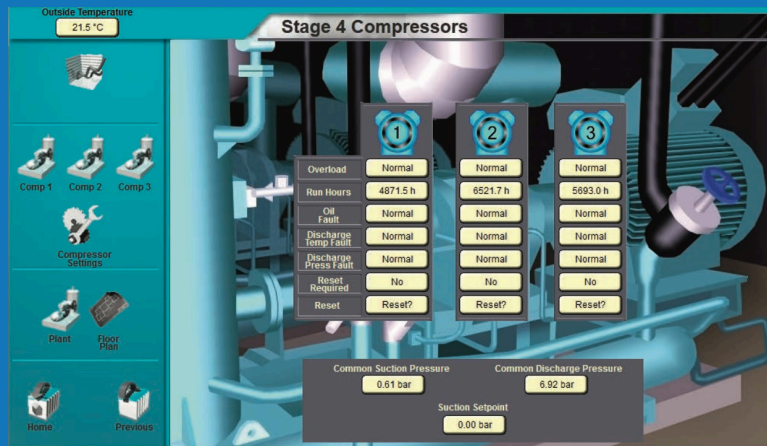 Outside Temperature
21.5 °C
Stage 4 Compressors
Comp 1 Comp 2 Comp 3
Compressor
Settings
Plant Floor
Plan
Home Previous
1 2 3
Overload Normal Normal Normal
Run Hours 4871.5 h 6521.7 h 5693.0 h
Oil
Fault Normal Normal Normal
Discharge
Temp Fault Normal Normal Normal
Discharge
Press Fault Normal Normal Normal
Reset
Required No No No
Reset Reset? Reset? Reset?
Common Suction Pressure Common Discharge Pressure
0.61 bar 6.92 bar
Suction Setpoint
0.00 bar